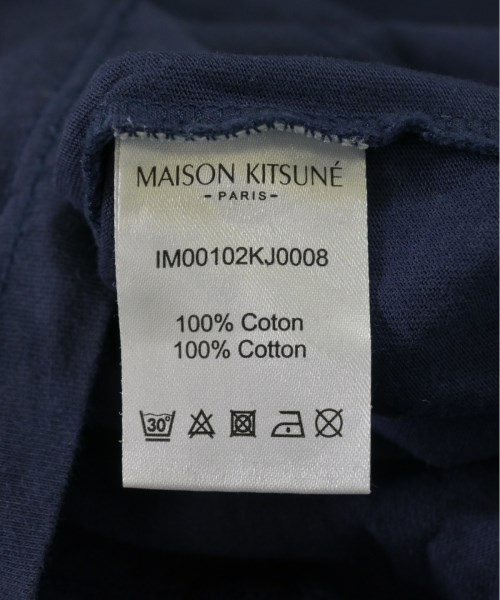 MAISON KITSUNÉ
-PARIS-
IM00102KJ0008
100% Coton
100% Cotton
30°